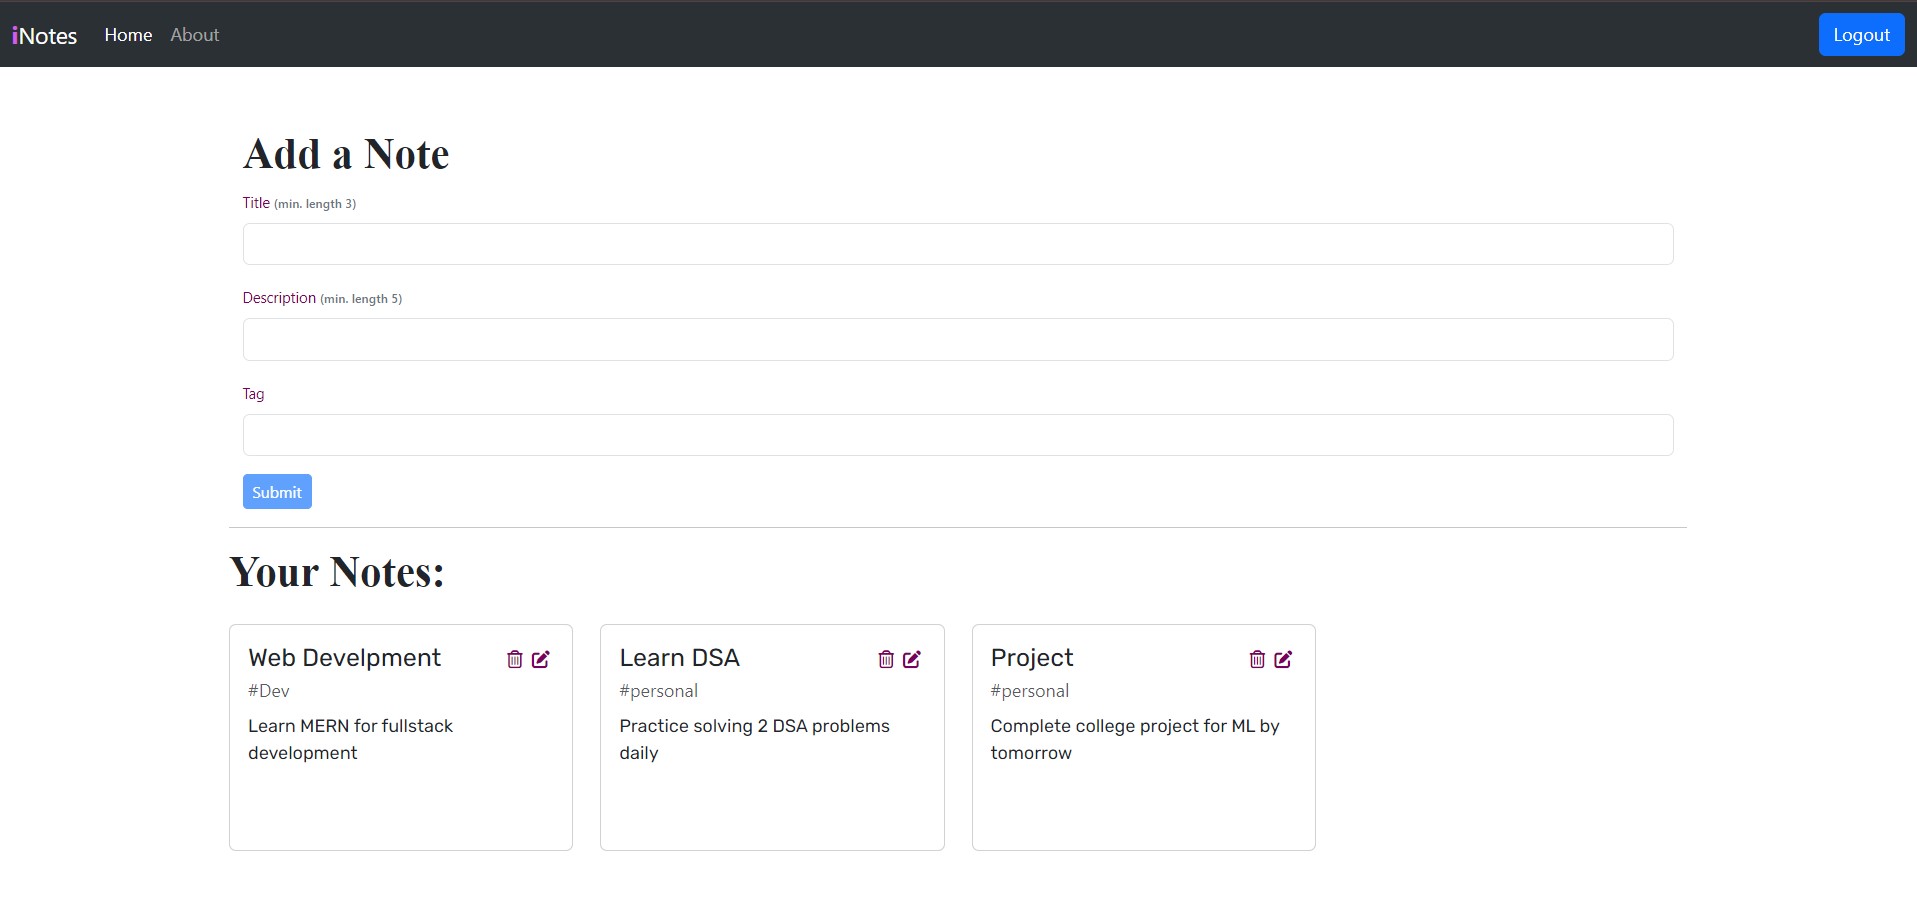 iNotes Home About Logout
Add a Note
Title (min. length 3)
Description (min. length 5)
Tag
Submit
Your Notes:
Web Develpment
#Dev
Learn MERN for fullstack
development
Learn DSA
#personal
Practice solving 2 DSA problems
daily
Project
#personal
Complete college project for ML by
tomorrow